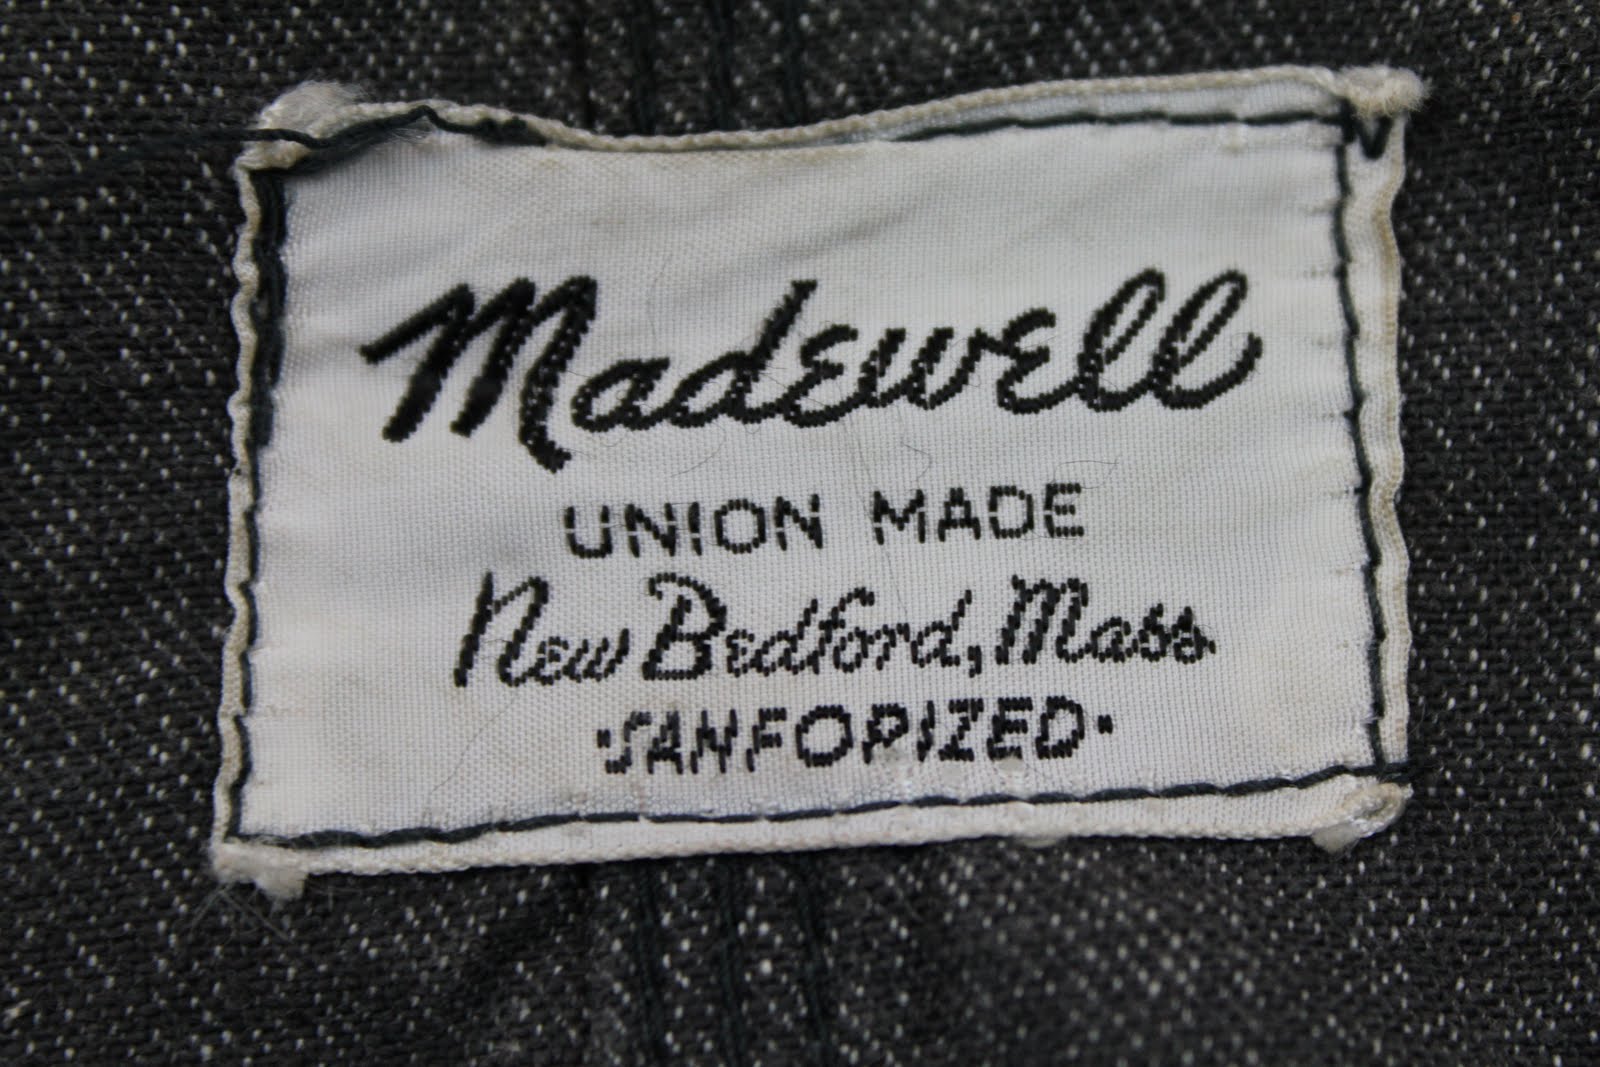 Madewell
UNION MADE
New Bedford, Mass.
·SANFORIZED·